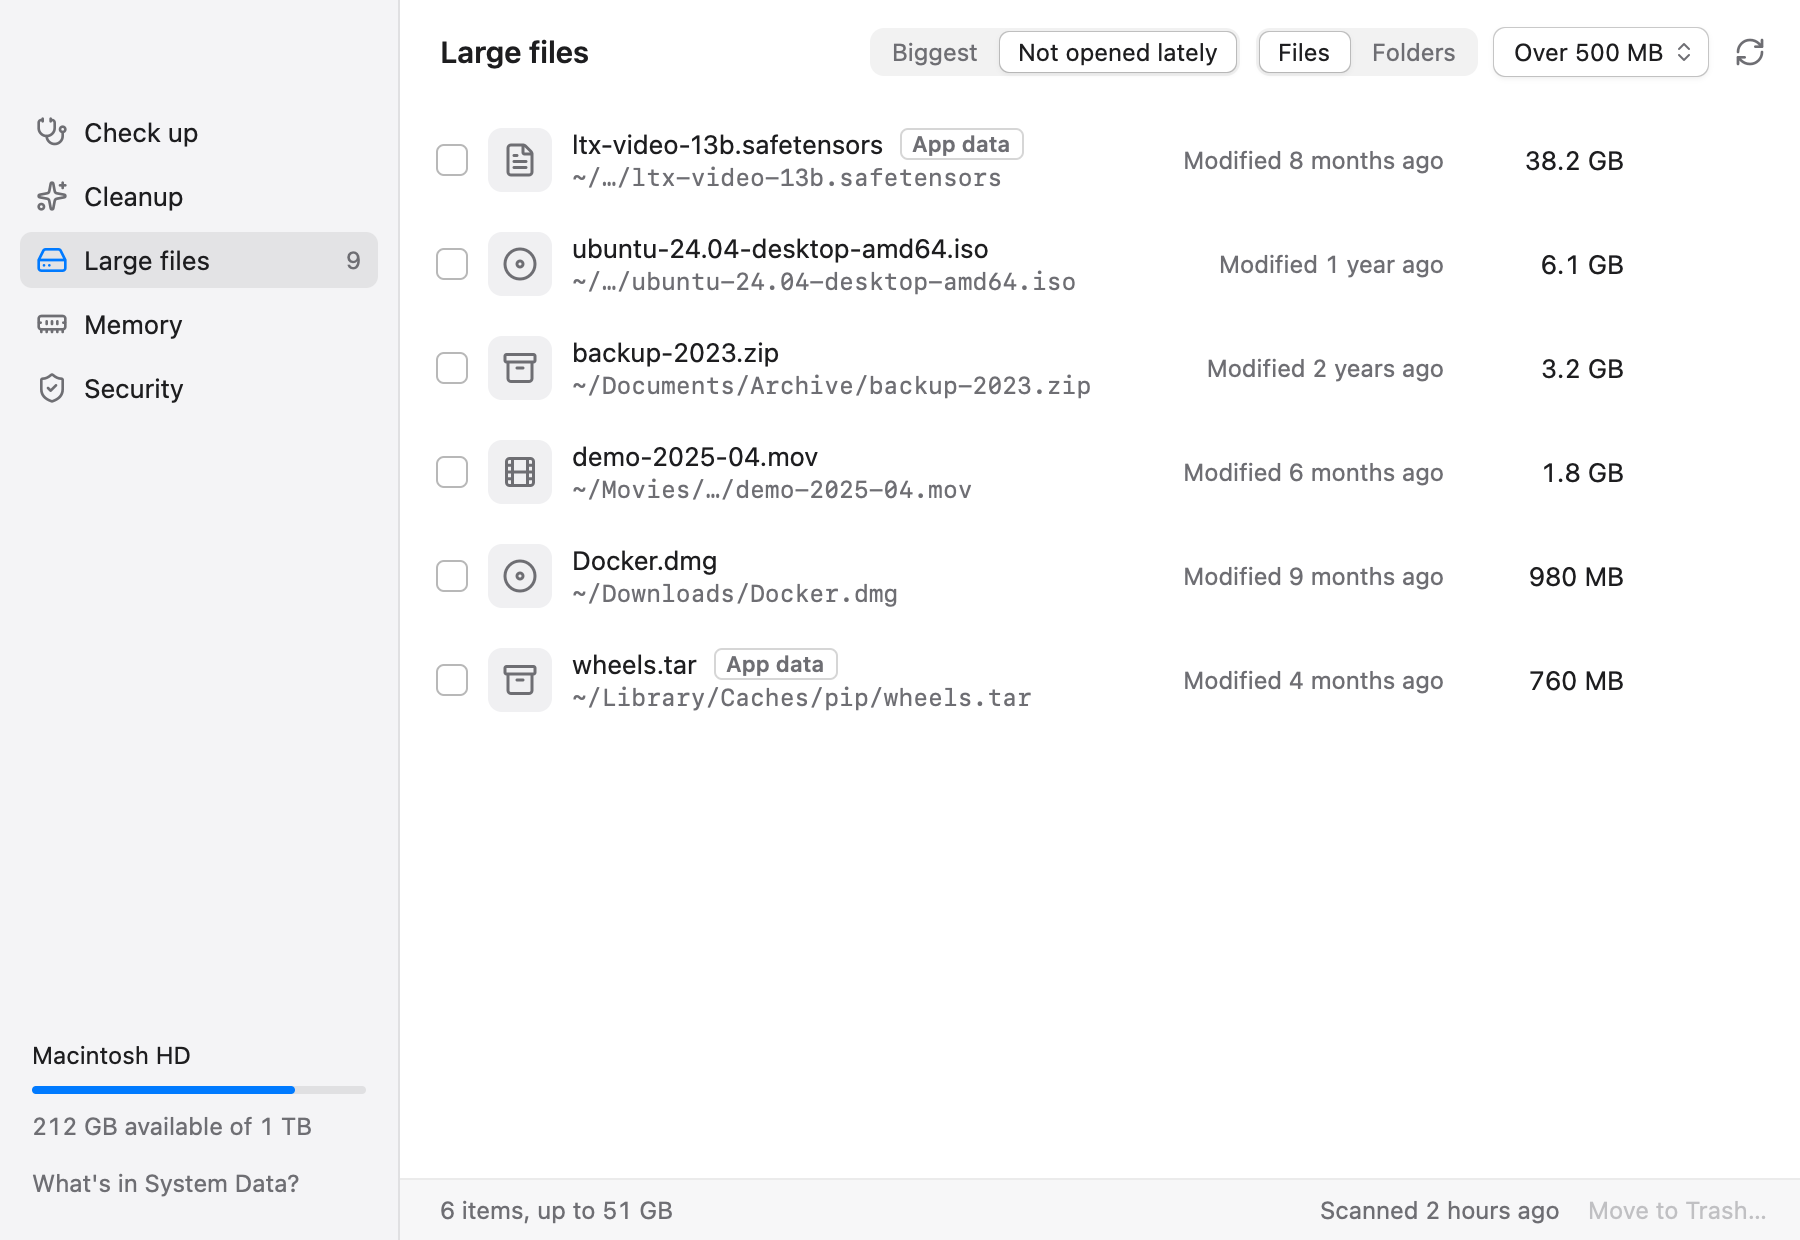 Check up
Cleanup
Large files 9
Memory
Security
Macintosh HD
212 GB available of 1 TB
What's in System Data?
Large files
Biggest Not opened lately
Files Folders
Over 500 MB
ltx-video-13b.safetensors App data
~/…/ltx-video-13b.safetensors
Modified 8 months ago
38.2 GB
ubuntu-24.04-desktop-amd64.iso
~/…/ubuntu-24.04-desktop-amd64.iso
Modified 1 year ago
6.1 GB
backup-2023.zip
~/Documents/Archive/backup-2023.zip
Modified 2 years ago
3.2 GB
demo-2025-04.mov
~/Movies/…/demo-2025-04.mov
Modified 6 months ago
1.8 GB
Docker.dmg
~/Downloads/Docker.dmg
Modified 9 months ago
980 MB
wheels.tar App data
~/Library/Caches/pip/wheels.tar
Modified 4 months ago
760 MB
6 items, up to 51 GB
Scanned 2 hours ago
Move to Trash…